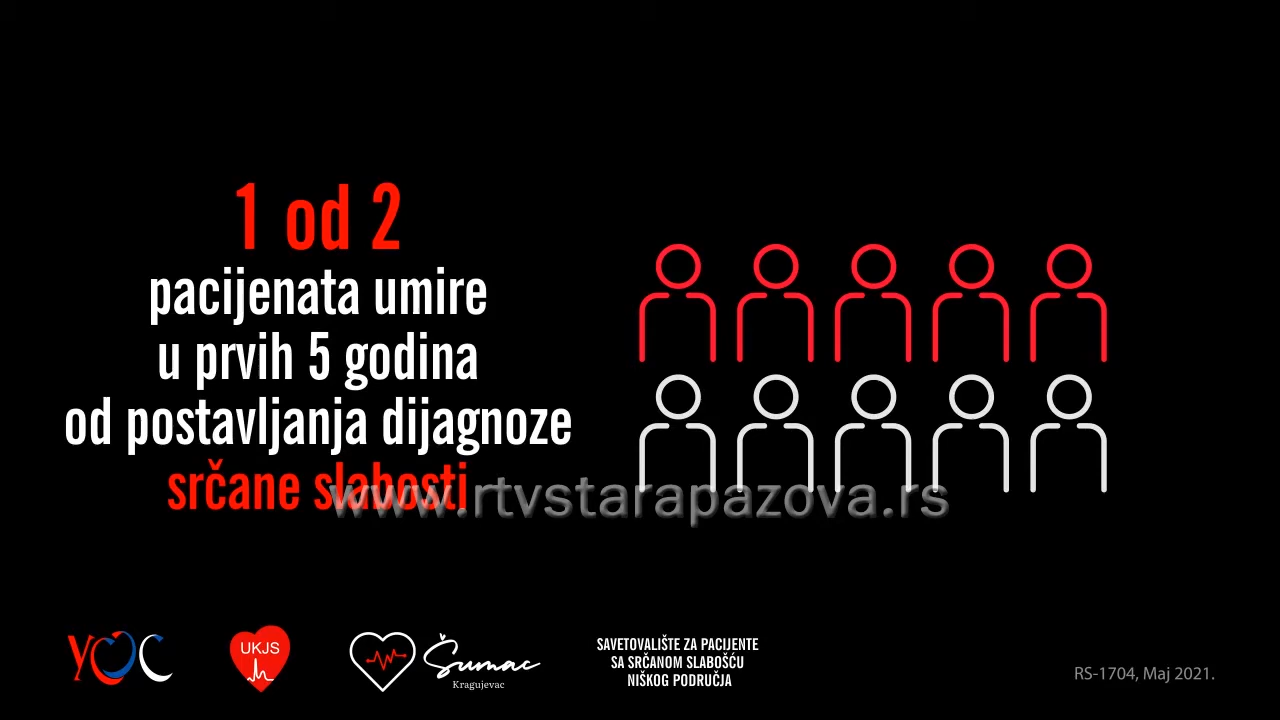 1 od 2
pacijenata umire
u prvih 5 godina
od postavljanja dijagnoze
srčane slabosti
www.rtvstarapazova.rs
УСС
UKJS
Šumac
Kragujevac
SAVETOVALIŠTE ZA PACIJENTE
SA SRČANOM SLABOŠĆU
NIŠKOG PODRUČJA
RS-1704, Maj 2021.